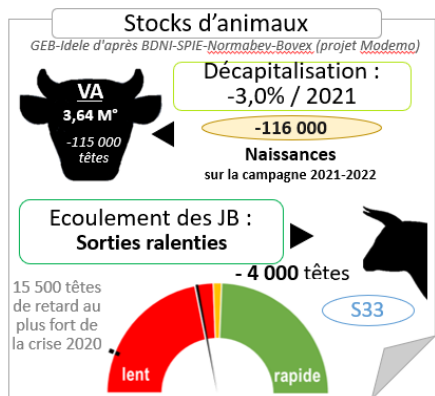 Stocks d'animaux
GEB-Idele d'après BDNI-SPIE-Normabev-Bovex (projet Modemo)
VA
3,64 M°
-115 000
têtes
Décapitalisation :
-3,0% / 2021
-116 000
Naissances
sur la campagne 2021-2022
Ecoulement des JB :
Sorties ralenties
- 4 000 têtes
15 500 têtes
de retard au
plus fort de
la crise 2020
S33
lent
rapide